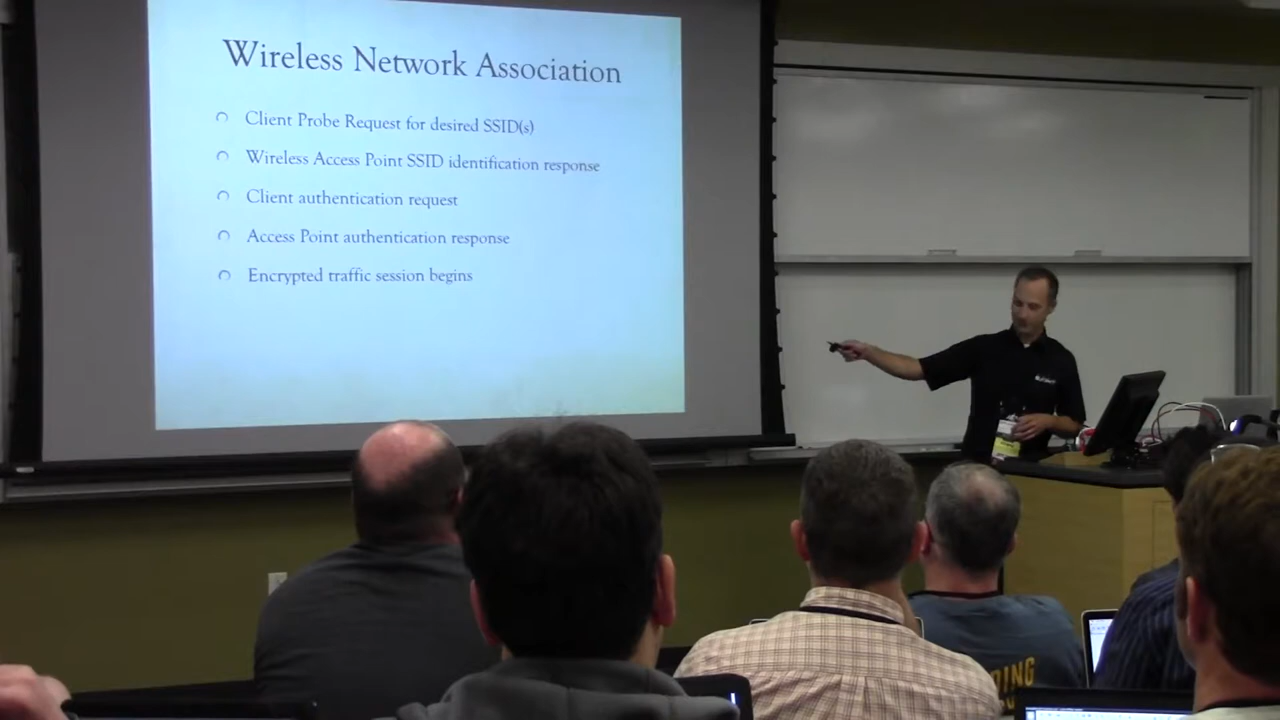 Wireless Network Association
Client Probe Request for desired SSID(s)
Wireless Access Point SSID identification response
Client authentication request
Access Point authentication response
Encrypted traffic session begins